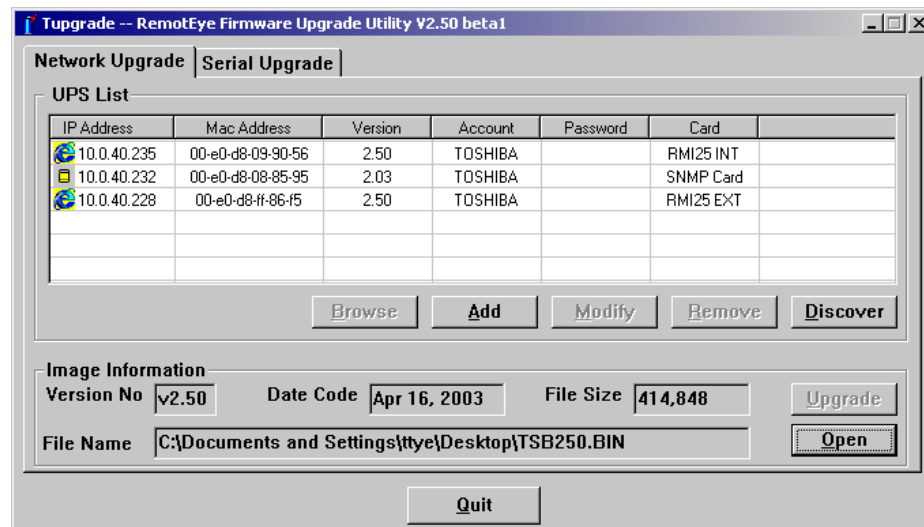 Tupgrade -- RemotEye Firmware Upgrade Utility V2.50 beta1
Network Upgrade Serial Upgrade
UPS List
IP Address Mac Address Version Account Password Card
10.0.40.235 00-e0-d8-09-90-56 2.50 TOSHIBA RMI25 INT
10.0.40.232 00-e0-d8-08-85-95 2.03 TOSHIBA SNMP Card
10.0.40.228 00-e0-d8-ff-86-f5 2.50 TOSHIBA RMI25 EXT
Browse Add Modify Remove Discover
Image Information
Version No v2.50 Date Code Apr 16, 2003 File Size 414,848 Upgrade
File Name C:\Documents and Settings\ttye\Desktop\TSB250.BIN Open
Quit